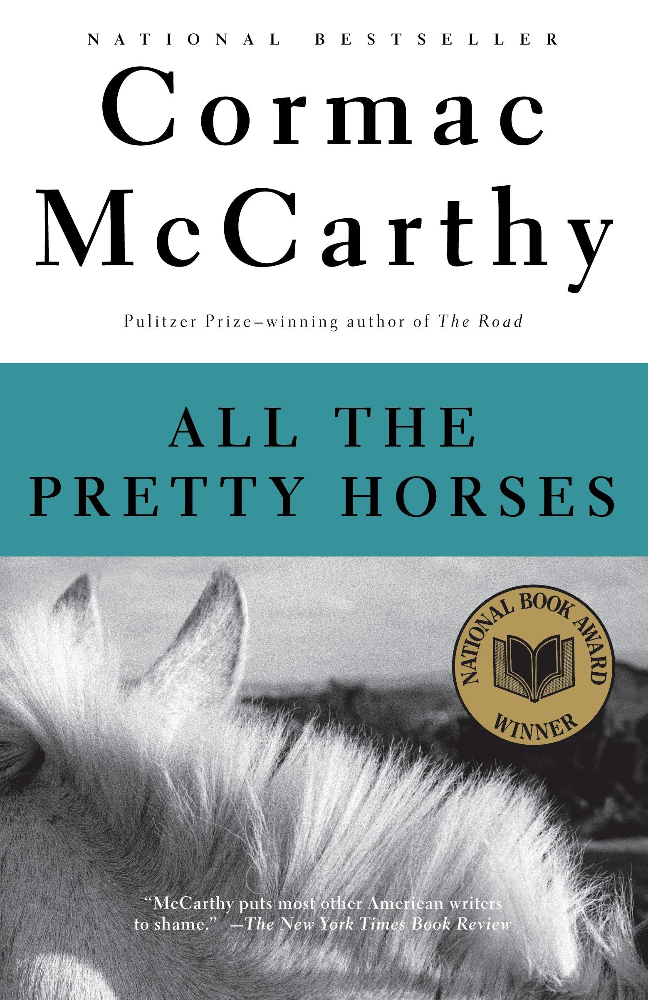 NATIONAL BESTSELLER
Cormac
McCarthy
Pulitzer Prize–winning author of The Road
ALL THE
PRETTY HORSES
NATIONAL BOOK AWARD
WINNER
“McCarthy puts most other American writers
to shame.” —The New York Times Book Review